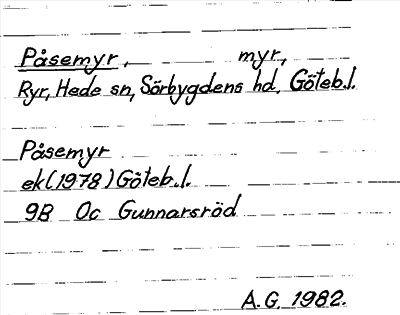 Påsemyr, myr,
Ryr, Hede sn, Sörbygdens hd, Göteb.l.
Påsemyr
ek (1978) Göteb.l.
9B 0c Gunnarsröd
A.G. 1982.